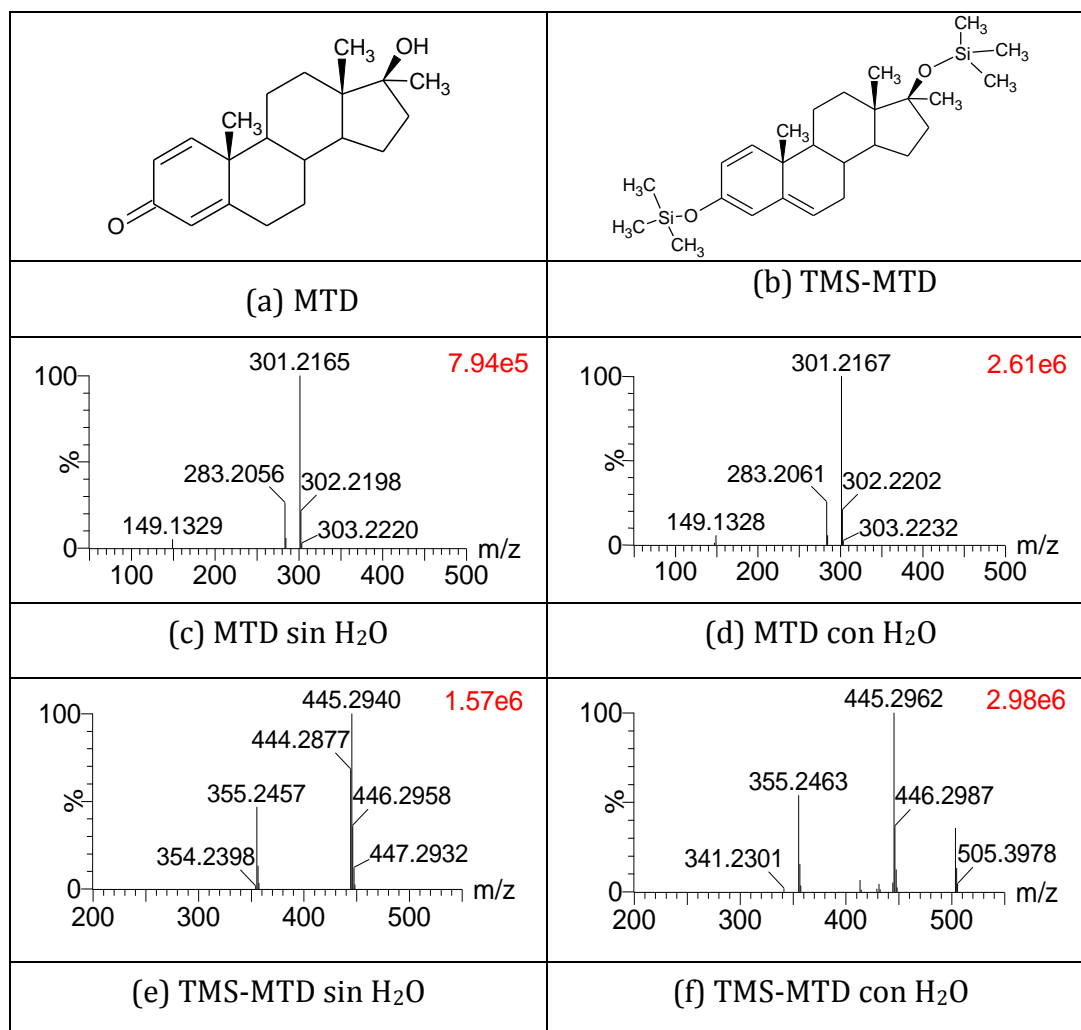 OH
CH₃
CH₃
CH₃
O
(a) MTD
CH₃
CH₃
Si
O
CH₃
CH₃
CH₃
CH₃
CH₃
H₃C
Si
O
H₃C
CH₃
(b) TMS-MTD
7.94e5
301.2165
100
%
283.2056
302.2198
149.1329
303.2220
0
m/z
100 200 300 400 500
(c) MTD sin H₂O
2.61e6
301.2167
100
%
283.2061
302.2202
149.1328
303.2232
0
m/z
100 200 300 400 500
(d) MTD con H₂O
1.57e6
445.2940
100
444.2877
%
355.2457
446.2958
354.2398
447.2932
0
m/z
200 300 400 500
(e) TMS-MTD sin H₂O
2.98e6
445.2962
100
%
355.2463
446.2987
341.2301
505.3978
0
m/z
200 300 400 500
(f) TMS-MTD con H₂O